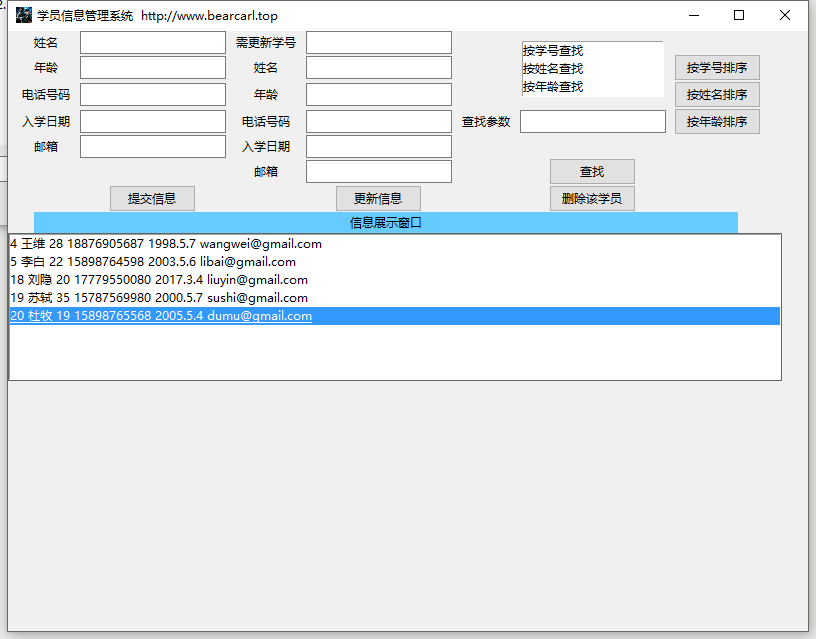 学员信息管理系统 http://www.bearcarl.top
姓名 需更新学号 按学号查找
按姓名查找
年龄 姓名 按年龄查找 按学号排序
电话号码 年龄 按姓名排序
入学日期 电话号码 查找参数 按年龄排序
邮箱 入学日期
邮箱 查找
提交信息 更新信息 删除该学员
信息展示窗口
4 王维 28 18876905687 1998.5.7 wangwei@gmail.com
5 李白 22 15898764598 2003.5.6 libai@gmail.com
18 刘隐 20 17779550080 2017.3.4 liuyin@gmail.com
19 苏轼 35 15787569980 2000.5.7 sushi@gmail.com
20 杜牧 19 15898765568 2005.5.4 dumu@gmail.com